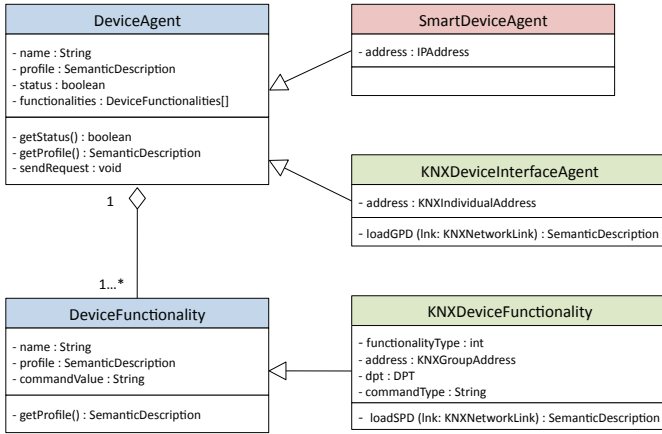 DeviceAgent
- name : String
- profile : SemanticDescription
- status : boolean
- functionalities : DeviceFunctionalities[]
- getStatus() : boolean
- getProfile() : SemanticDescription
- sendRequest : void
SmartDeviceAgent
- address : IPAddress
KNXDeviceInterfaceAgent
- address : KNXIndividualAddress
- loadGPD (lnk: KNXNetworkLink) : SemanticDescription
1
1...*
DeviceFunctionality
- name : String
- profile : SemanticDescription
- commandValue : String
- getProfile() : SemanticDescription
KNXDeviceFunctionality
- functionalityType : int
- address : KNXGroupAddress
- dpt : DPT
- commandType : String
- loadSPD (lnk: KNXNetworkLink) : SemanticDescription